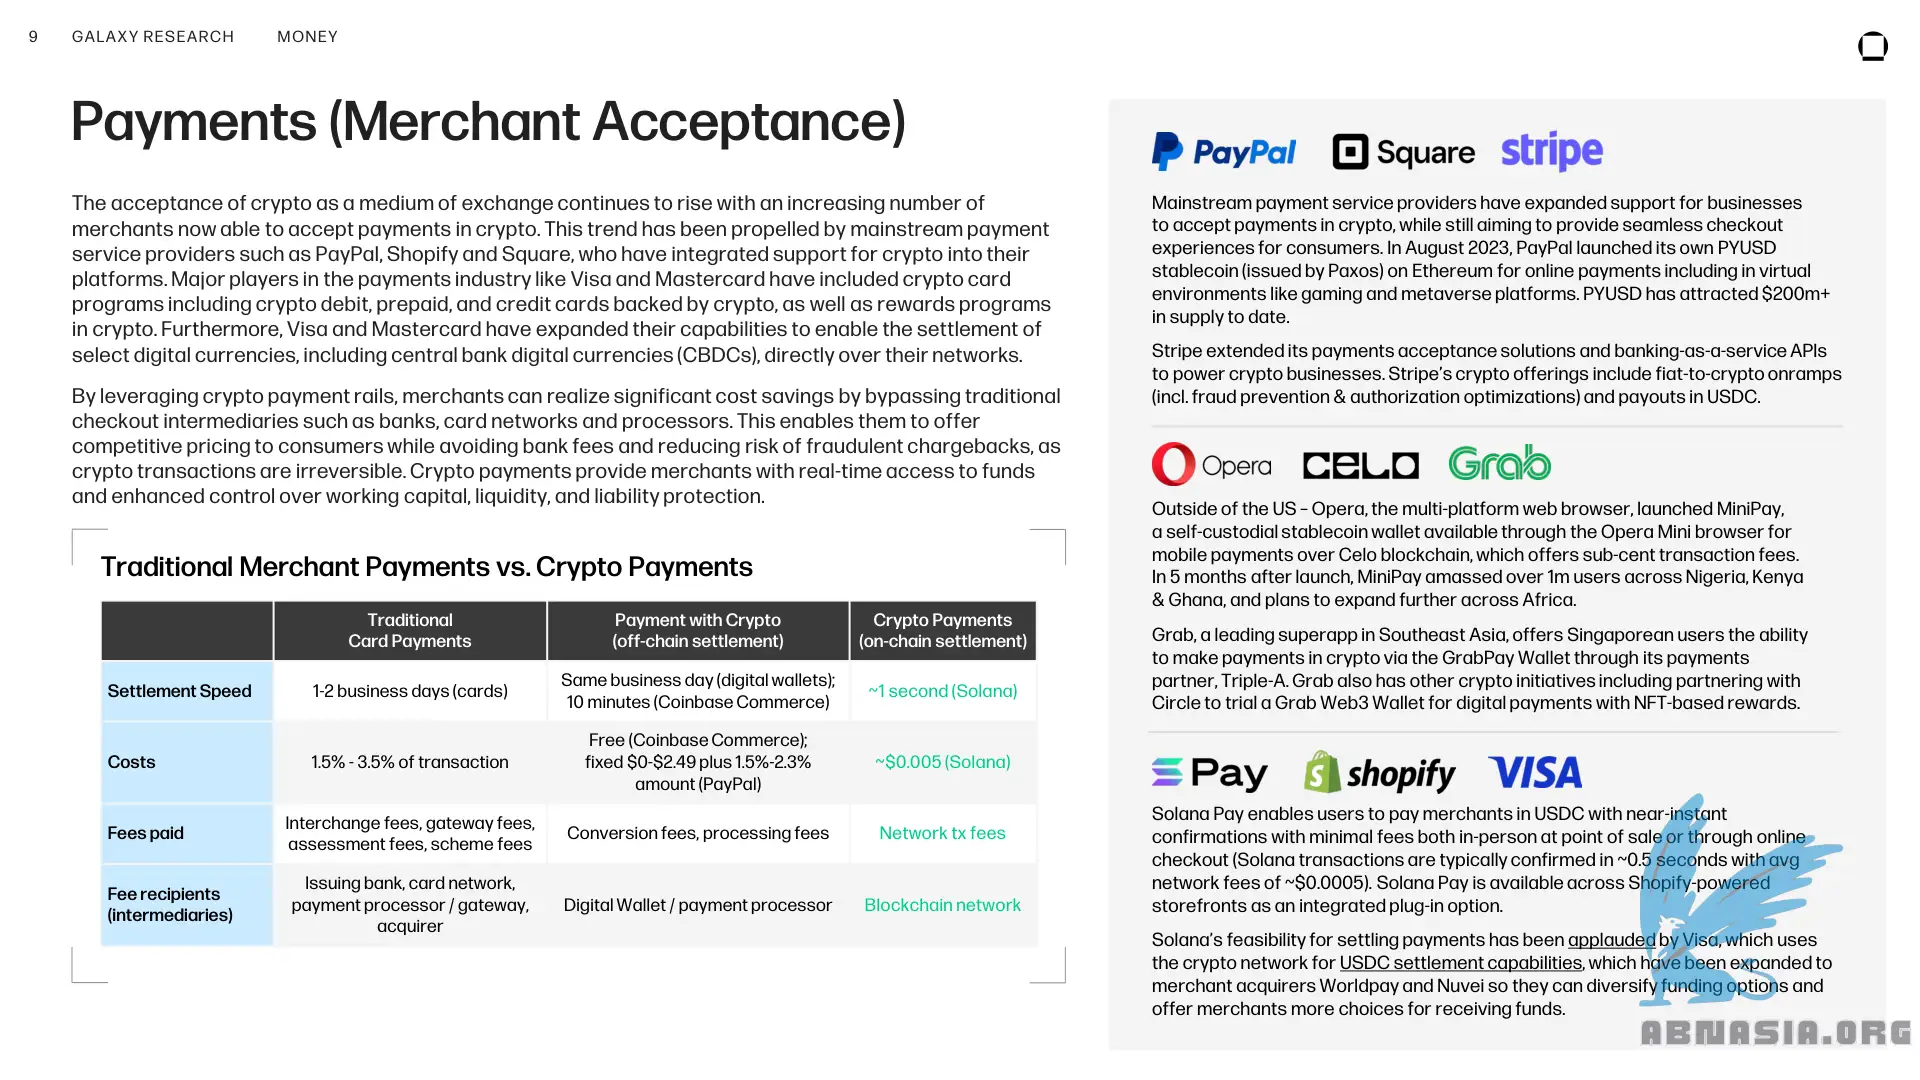 9 GALAXY RESEARCH MONEY
Payments (Merchant Acceptance)
The acceptance of crypto as a medium of exchange continues to rise with an increasing number of
merchants now able to accept payments in crypto. This trend has been propelled by mainstream payment
service providers such as PayPal, Shopify and Square, who have integrated support for crypto into their
platforms. Major players in the payments industry like Visa and Mastercard have included crypto card
programs including crypto debit, prepaid, and credit cards backed by crypto, as well as rewards programs
in crypto. Furthermore, Visa and Mastercard have expanded their capabilities to enable the settlement of
select digital currencies, including central bank digital currencies (CBDCs), directly over their networks.
By leveraging crypto payment rails, merchants can realize significant cost savings by bypassing traditional
checkout intermediaries such as banks, card networks and processors. This enables them to offer
competitive pricing to consumers while avoiding bank fees and reducing risk of fraudulent chargebacks, as
crypto transactions are irreversible. Crypto payments provide merchants with real-time access to funds
and enhanced control over working capital, liquidity, and liability protection.
Traditional Merchant Payments vs. Crypto Payments
Traditional
Card Payments
Payment with Crypto
(off-chain settlement)
Crypto Payments
(on-chain settlement)
Settlement Speed
1-2 business days (cards)
Same business day (digital wallets);
10 minutes (Coinbase Commerce)
~1 second (Solana)
Costs
1.5% - 3.5% of transaction
Free (Coinbase Commerce);
fixed $0-$2.49 plus 1.5%-2.3%
amount (PayPal)
~$0.005 (Solana)
Fees paid
Interchange fees, gateway fees,
assessment fees, scheme fees
Conversion fees, processing fees
Network tx fees
Fee recipients
(intermediaries)
Issuing bank, card network,
payment processor / gateway,
acquirer
Digital Wallet / payment processor
Blockchain network
PayPal Square stripe
Mainstream payment service providers have expanded support for businesses
to accept payments in crypto, while still aiming to provide seamless checkout
experiences for consumers. In August 2023, PayPal launched its own PYUSD
stablecoin (issued by Paxos) on Ethereum for online payments including in virtual
environments like gaming and metaverse platforms. PYUSD has attracted $200m+
in supply to date.
Stripe extended its payments acceptance solutions and banking-as-a-service APIs
to power crypto businesses. Stripe's crypto offerings include fiat-to-crypto onramps
(incl. fraud prevention & authorization optimizations) and payouts in USDC.
Opera CELO Grab
Outside of the US – Opera, the multi-platform web browser, launched MiniPay,
a self-custodial stablecoin wallet available through the Opera Mini browser for
mobile payments over Celo blockchain, which offers sub-cent transaction fees.
In 5 months after launch, MiniPay amassed over 1m users across Nigeria, Kenya
& Ghana, and plans to expand further across Africa.
Grab, a leading superapp in Southeast Asia, offers Singaporean users the ability
to make payments in crypto via the GrabPay Wallet through its payments
partner, Triple-A. Grab also has other crypto initiatives including partnering with
Circle to trial a Grab Web3 Wallet for digital payments with NFT-based rewards.
Pay shopify VISA
Solana Pay enables users to pay merchants in USDC with near-instant
confirmations with minimal fees both in-person at point of sale or through online
checkout (Solana transactions are typically confirmed in ~0.5 seconds with avg
network fees of ~$0.0005). Solana Pay is available across Shopify-powered
storefronts as an integrated plug-in option.
Solana's feasibility for settling payments has been applauded by Visa, which uses
the crypto network for USDC settlement capabilities, which have been expanded to
merchant acquirers Worldpay and Nuvei so they can diversify funding options and
offer merchants more choices for receiving funds.
ABNASIA.ORG